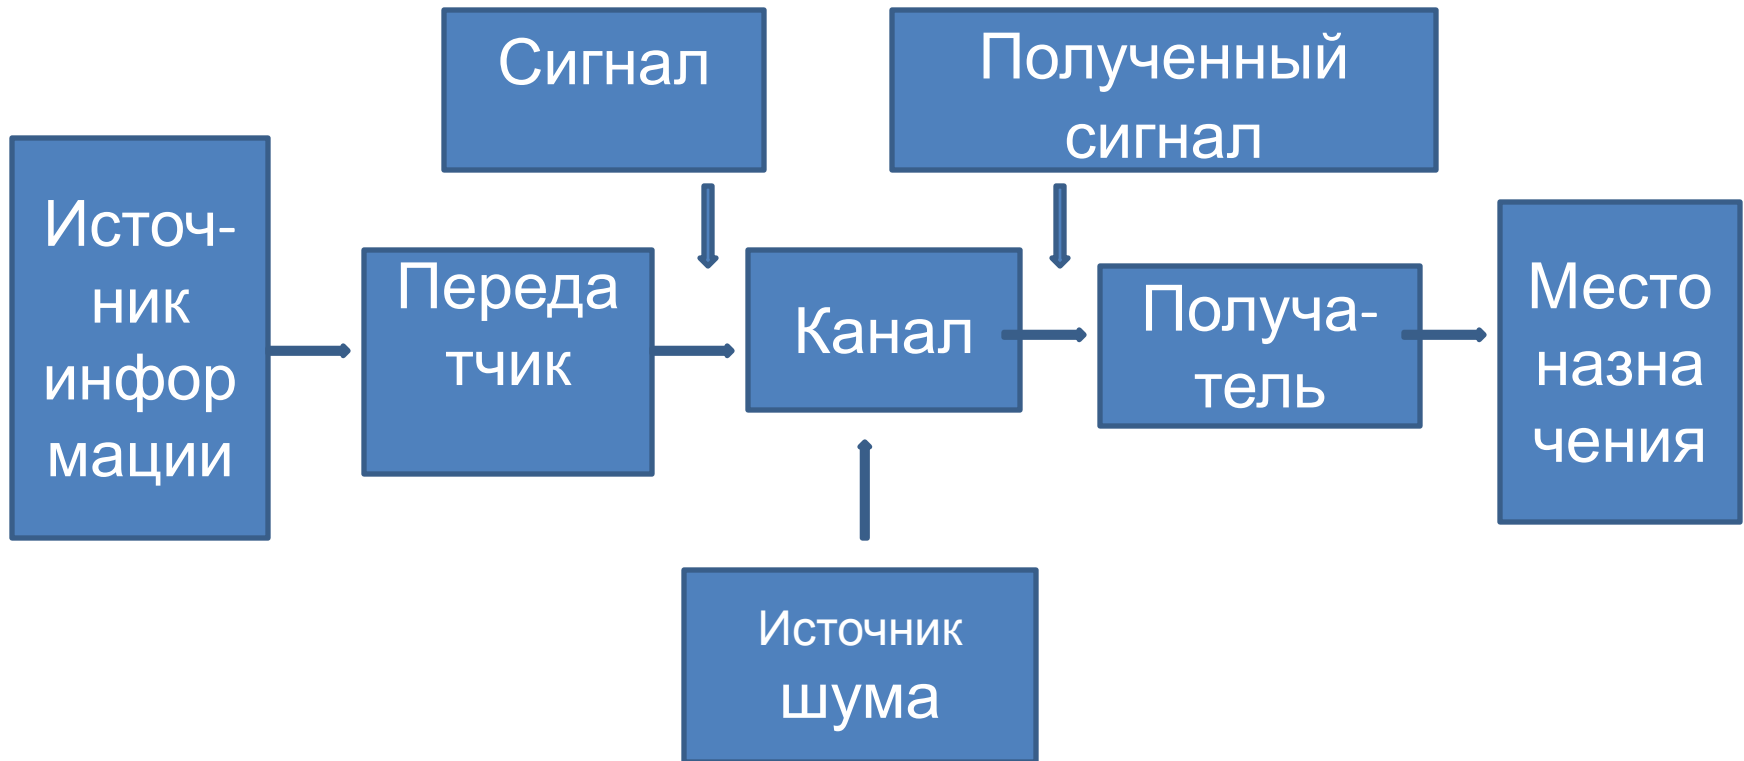 Сигнал
Полученный
сигнал
Источ-
ник
инфор
мации
Переда
тчик
Канал
Получа-
тель
Место
назна
чения
Источник
шума